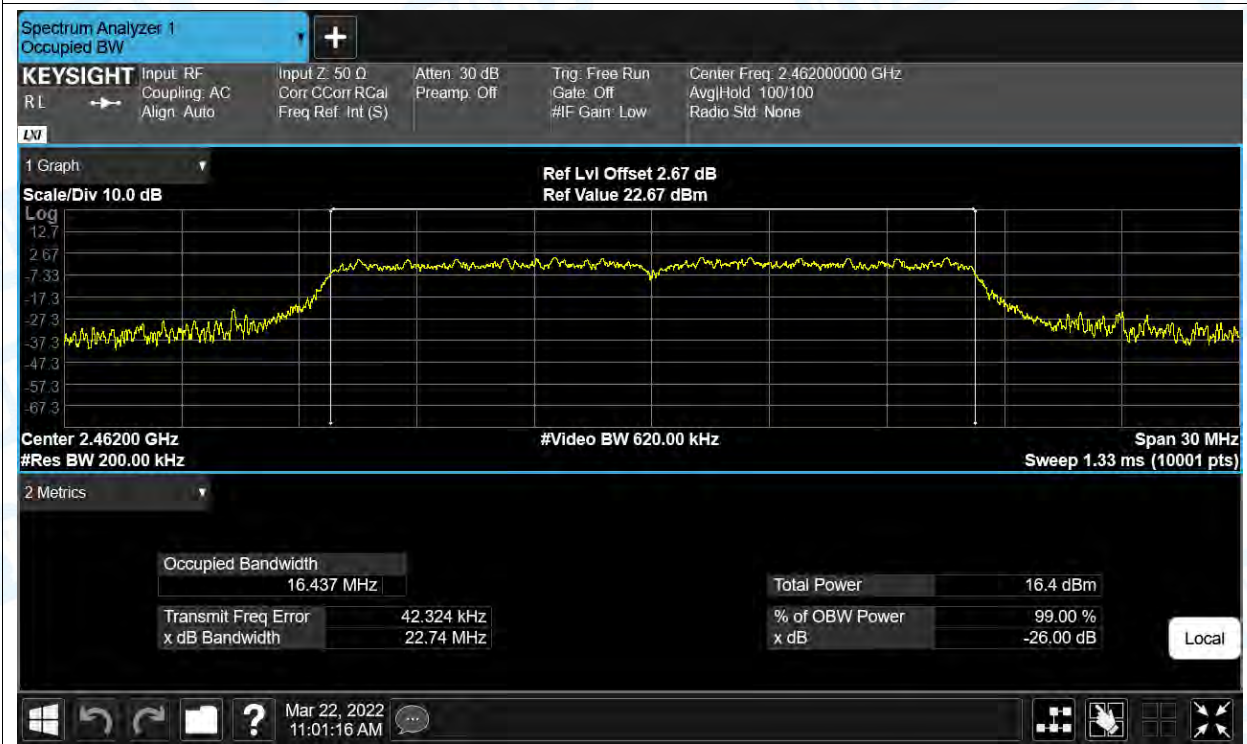 Spectrum Analyzer 1
Occupied BW
+
KEYSIGHT Input: RF Input Z: 50 Ω Atten: 30 dB Trig: Free Run Center Freq: 2.462000000 GHz
RL Coupling: AC Corr CCorr RCal Preamp: Off Gate: Off Avg|Hold: 100/100
Align: Auto Freq Ref: Int (S) #IF Gain: Low Radio Std: None
LXI
1 Graph
Ref Lvl Offset 2.67 dB
Scale/Div 10.0 dB Ref Value 22.67 dBm
Log
12.7
2.67
-7.33
-17.3
-27.3
-37.3
-47.3
-57.3
-67.3
Center 2.46200 GHz #Video BW 620.00 kHz Span 30 MHz
#Res BW 200.00 kHz Sweep 1.33 ms (10001 pts)
2 Metrics
Occupied Bandwidth
16.437 MHz Total Power 16.4 dBm
Transmit Freq Error 42.324 kHz % of OBW Power 99.00 %
x dB Bandwidth 22.74 MHz x dB -26.00 dB
Local
? Mar 22, 2022
11:01:16 AM